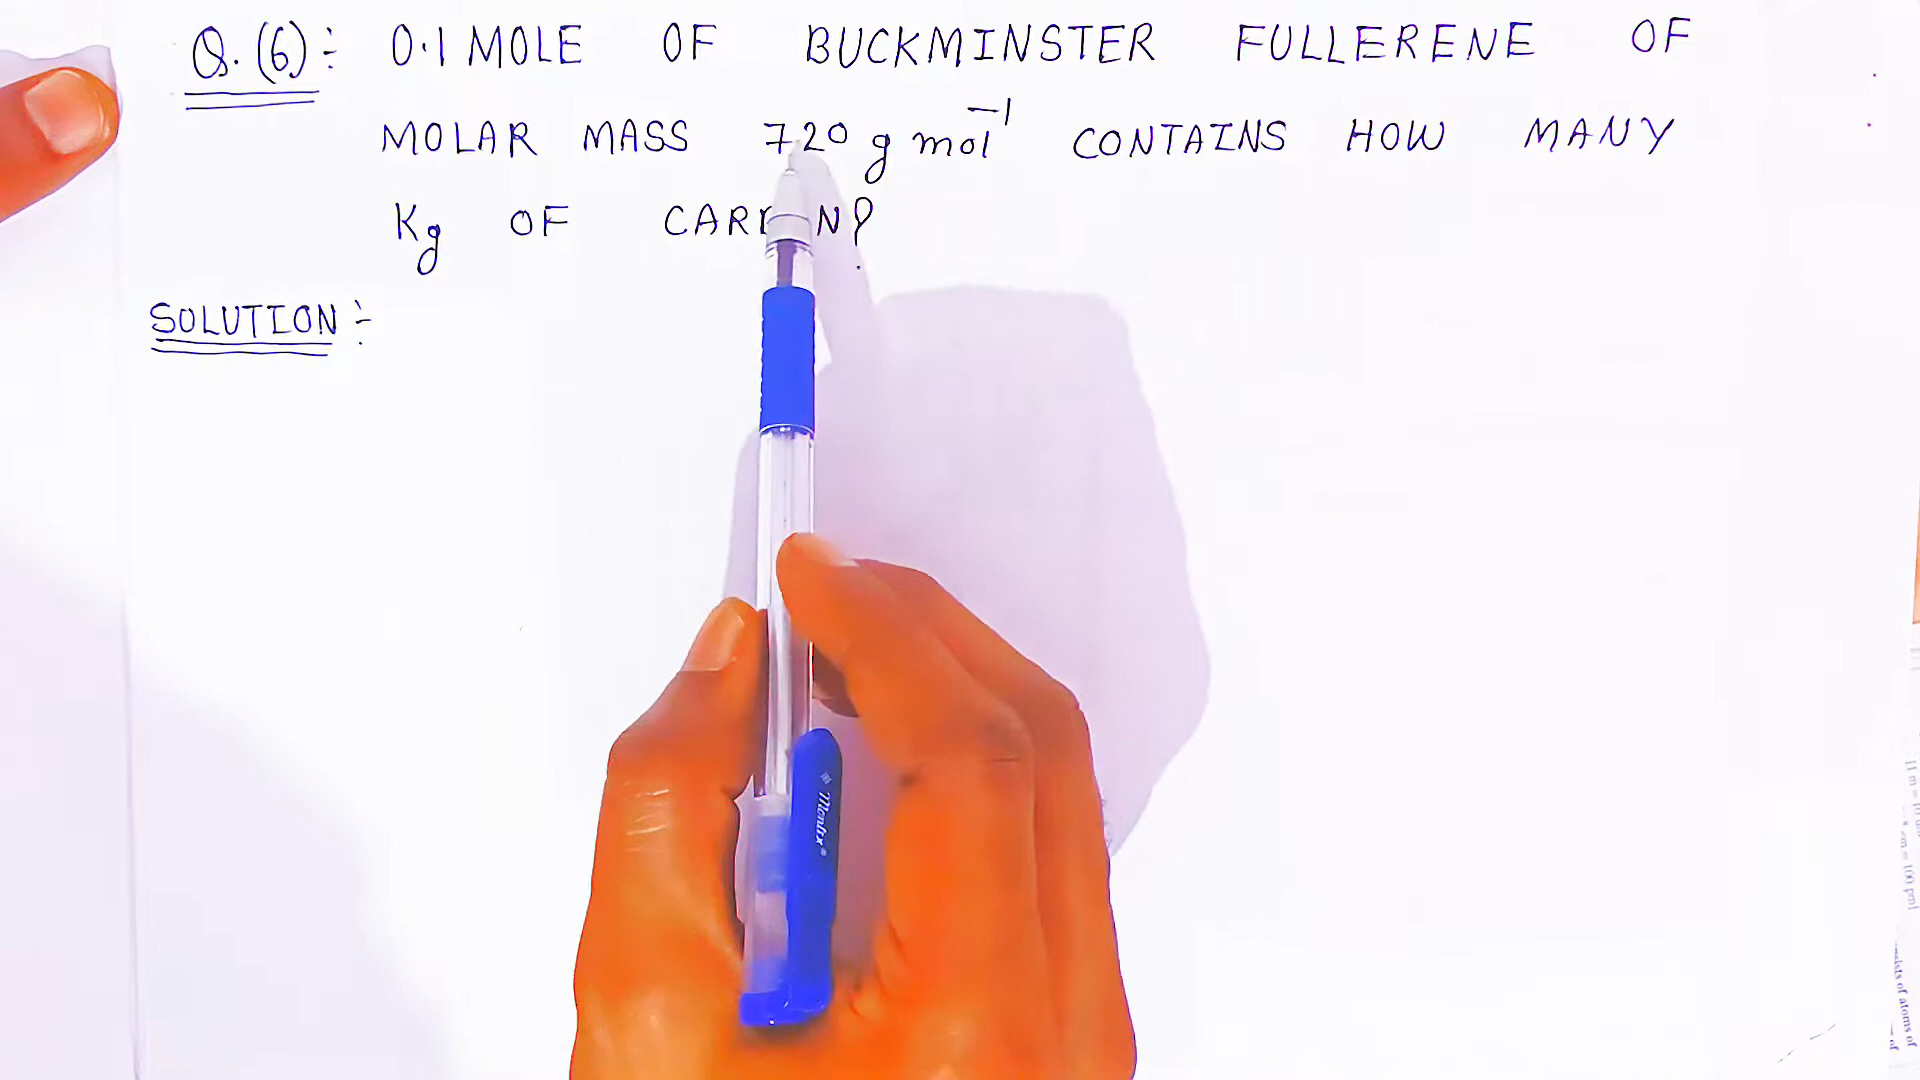 Q.(6):- 0.1 MOLE OF BUCKMINSTER FULLERENE OF
MOLAR MASS 720 g mol⁻¹ CONTAINS HOW MANY
Kg OF ?
SOLUTION :-
Montex